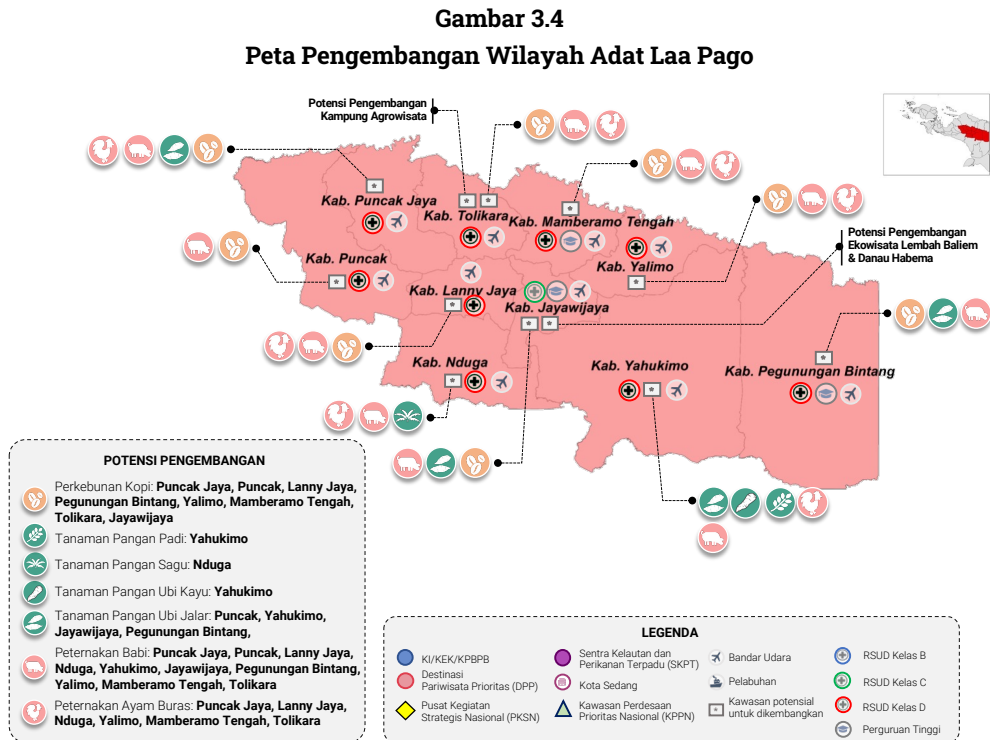 Gambar 3.4
Peta Pengembangan Wilayah Adat Laa Pago
Potensi Pengembangan
Kampung Agrowisata
Kab. Puncak Jaya
Kab. Tolikara
Kab. Mamberamo Tengah
Kab. Yalimo
Potensi Pengembangan
Ekowisata Lembah Baliem
& Danau Habema
Kab. Puncak
Kab. Lanny Jaya
Kab. Jayawijaya
Kab. Nduga
Kab. Yahukimo
Kab. Pegunungan Bintang
POTENSI PENGEMBANGAN
Perkebunan Kopi: Puncak Jaya, Puncak, Lanny Jaya,
Pegunungan Bintang, Yalimo, Mamberamo Tengah,
Tolikara, Jayawijaya
Tanaman Pangan Padi: Yahukimo
Tanaman Pangan Sagu: Nduga
Tanaman Pangan Ubi Kayu: Yahukimo
Tanaman Pangan Ubi Jalar: Puncak, Yahukimo,
Jayawijaya, Pegunungan Bintang,
Peternakan Babi: Puncak Jaya, Puncak, Lanny Jaya,
Nduga, Yahukimo, Jayawijaya, Pegunungan Bintang,
Yalimo, Mamberamo Tengah, Tolikara
Peternakan Ayam Buras: Puncak Jaya, Lanny Jaya,
Nduga, Yalimo, Mamberamo Tengah, Tolikara
LEGENDA
KI/KEK/KPBPB
Destinasi
Pariwisata Prioritas (DPP)
Pusat Kegiatan
Strategis Nasional (PKSN)
Sentra Kelautan dan
Perikanan Terpadu (SKPT)
Kota Sedang
Kawasan Perdesaan
Prioritas Nasional (KPPN)
Bandar Udara
Pelabuhan
Kawasan potensial
untuk dikembangkan
RSUD Kelas B
RSUD Kelas C
RSUD Kelas D
Perguruan Tinggi